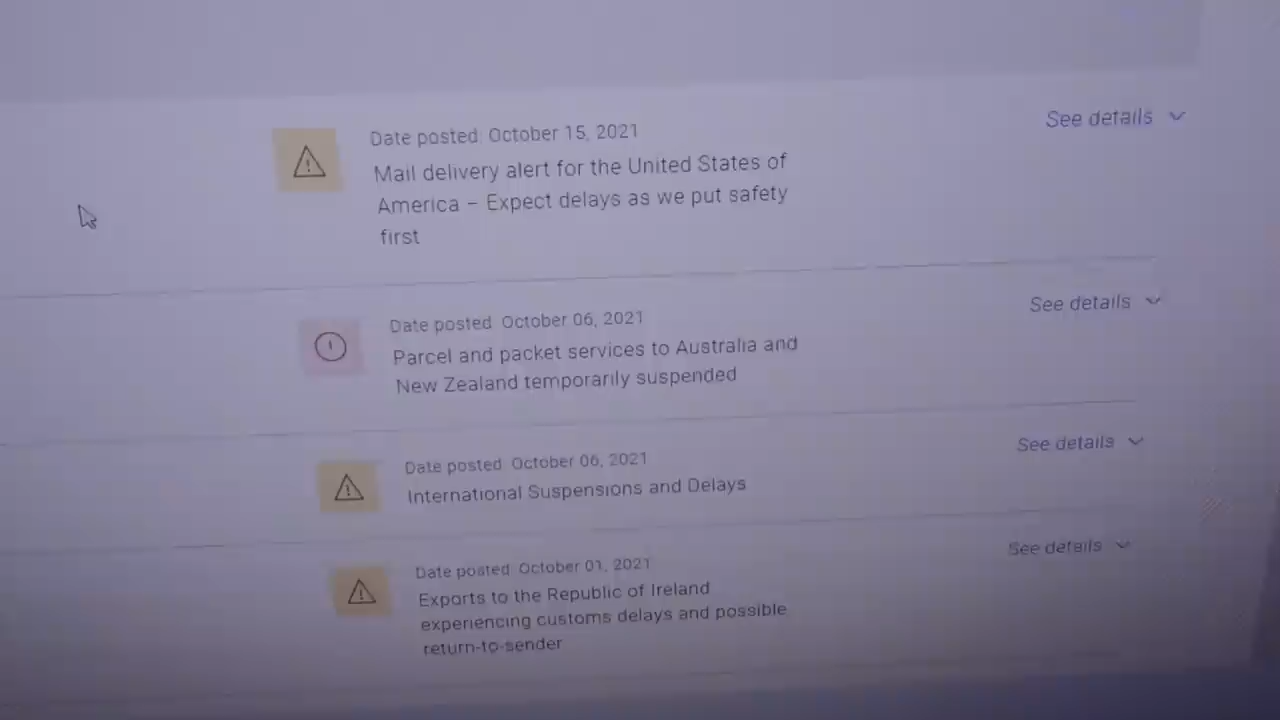 Date posted: October 15, 2021
See details
Mail delivery alert for the United States of
America – Expect delays as we put safety
first
Date posted: October 06, 2021
See details
Parcel and packet services to Australia and
New Zealand temporarily suspended
Date posted: October 06, 2021
See details
International Suspensions and Delays
Date posted: October 01, 2021
See details
Exports to the Republic of Ireland
experiencing customs delays and possible
return-to-sender